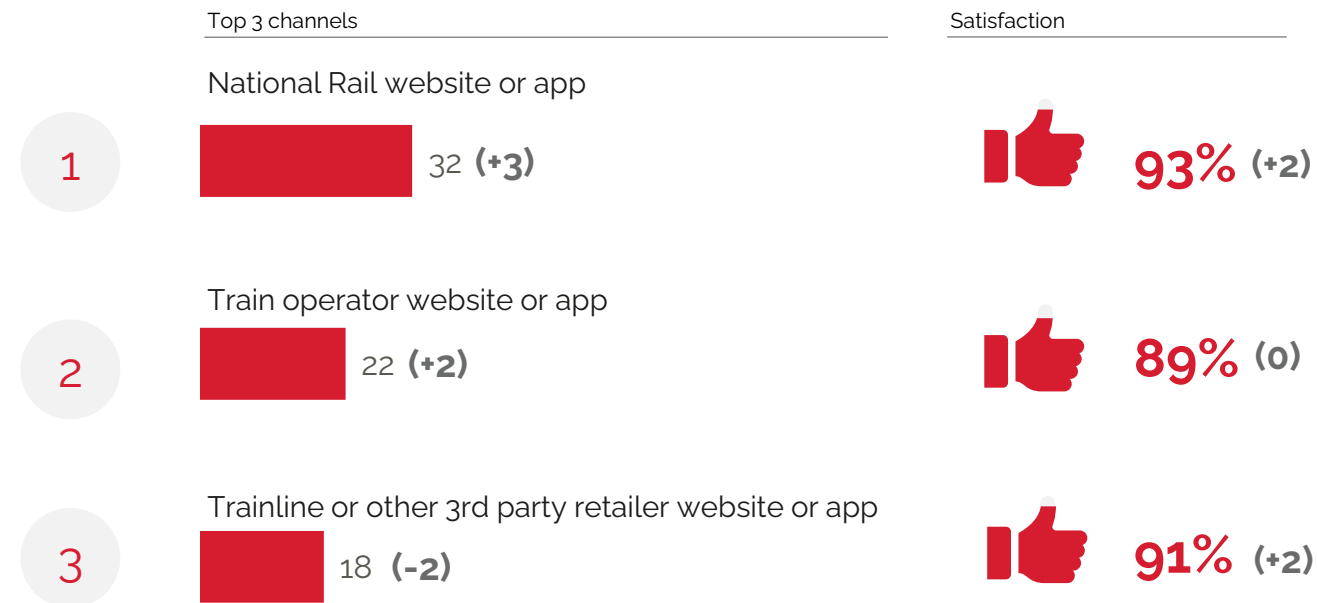 Top 3 channels
Satisfaction
National Rail website or app
1
32 (+3)
93% (+2)
Train operator website or app
2
22 (+2)
89% (0)
Trainline or other 3rd party retailer website or app
3
18 (-2)
91% (+2)